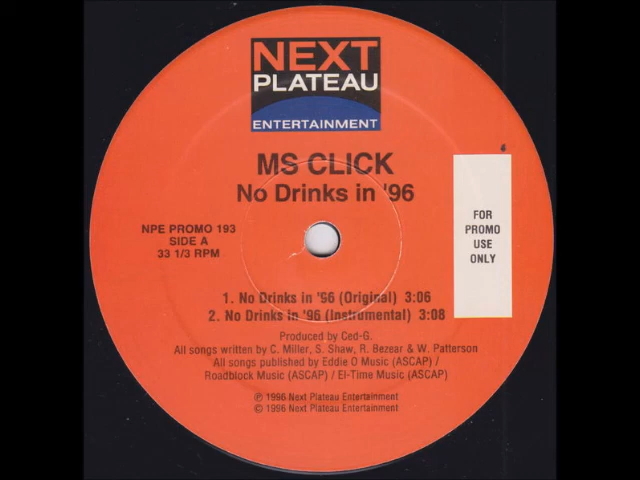 NEXT
PLATEAU
ENTERTAINMENT
MS CLICK
No Drinks in '96
NPE PROMO 193
SIDE A
33 1/3 RPM
FOR
PROMO
USE
ONLY
1. No Drinks in '96 (Original) 3:06
2. No Drinks in '96 (Instrumental) 3:08
Produced by Ced-G.
All songs written by C. Miller, S. Shaw, R. Bezear & W. Patterson
All songs published by Eddie O Music (ASCAP) /
Roadblock Music (ASCAP) / El-Time Music (ASCAP)
℗ 1996 Next Plateau Entertainment
© 1996 Next Plateau Entertainment